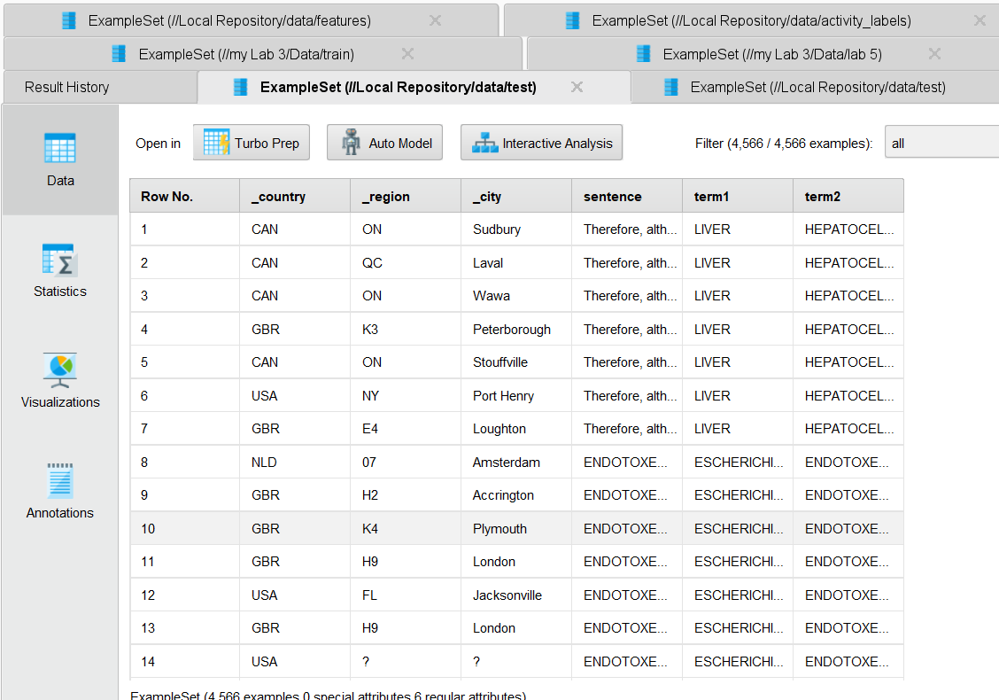 ExampleSet (//Local Repository/data/features)
ExampleSet (//Local Repository/data/activity_labels)
ExampleSet (//my Lab 3/Data/train)
ExampleSet (//my Lab 3/Data/lab 5)
Result History
ExampleSet (//Local Repository/data/test)
ExampleSet (//Local Repository/data/test)
Data
Statistics
Visualizations
Annotations
Open in Turbo Prep Auto Model Interactive Analysis Filter (4,566 / 4,566 examples): all
Row No. _country _region _city sentence term1 term2
1 CAN ON Sudbury Therefore, alth... LIVER HEPATOCEL...
2 CAN QC Laval Therefore, alth... LIVER HEPATOCEL...
3 CAN ON Wawa Therefore, alth... LIVER HEPATOCEL...
4 GBR K3 Peterborough Therefore, alth... LIVER HEPATOCEL...
5 CAN ON Stouffville Therefore, alth... LIVER HEPATOCEL...
6 USA NY Port Henry Therefore, alth... LIVER HEPATOCEL...
7 GBR E4 Loughton Therefore, alth... LIVER HEPATOCEL...
8 NLD 07 Amsterdam ENDOTOXE... ESCHERICHI... ENDOTOXE...
9 GBR H2 Accrington ENDOTOXE... ESCHERICHI... ENDOTOXE...
10 GBR K4 Plymouth ENDOTOXE... ESCHERICHI... ENDOTOXE...
11 GBR H9 London ENDOTOXE... ESCHERICHI... ENDOTOXE...
12 USA FL Jacksonville ENDOTOXE... ESCHERICHI... ENDOTOXE...
13 GBR H9 London ENDOTOXE... ESCHERICHI... ENDOTOXE...
14 USA ? ? ENDOTOXE... ESCHERICHI... ENDOTOXE...
ExampleSet (4,566 examples,0 special attributes,6 regular attributes)